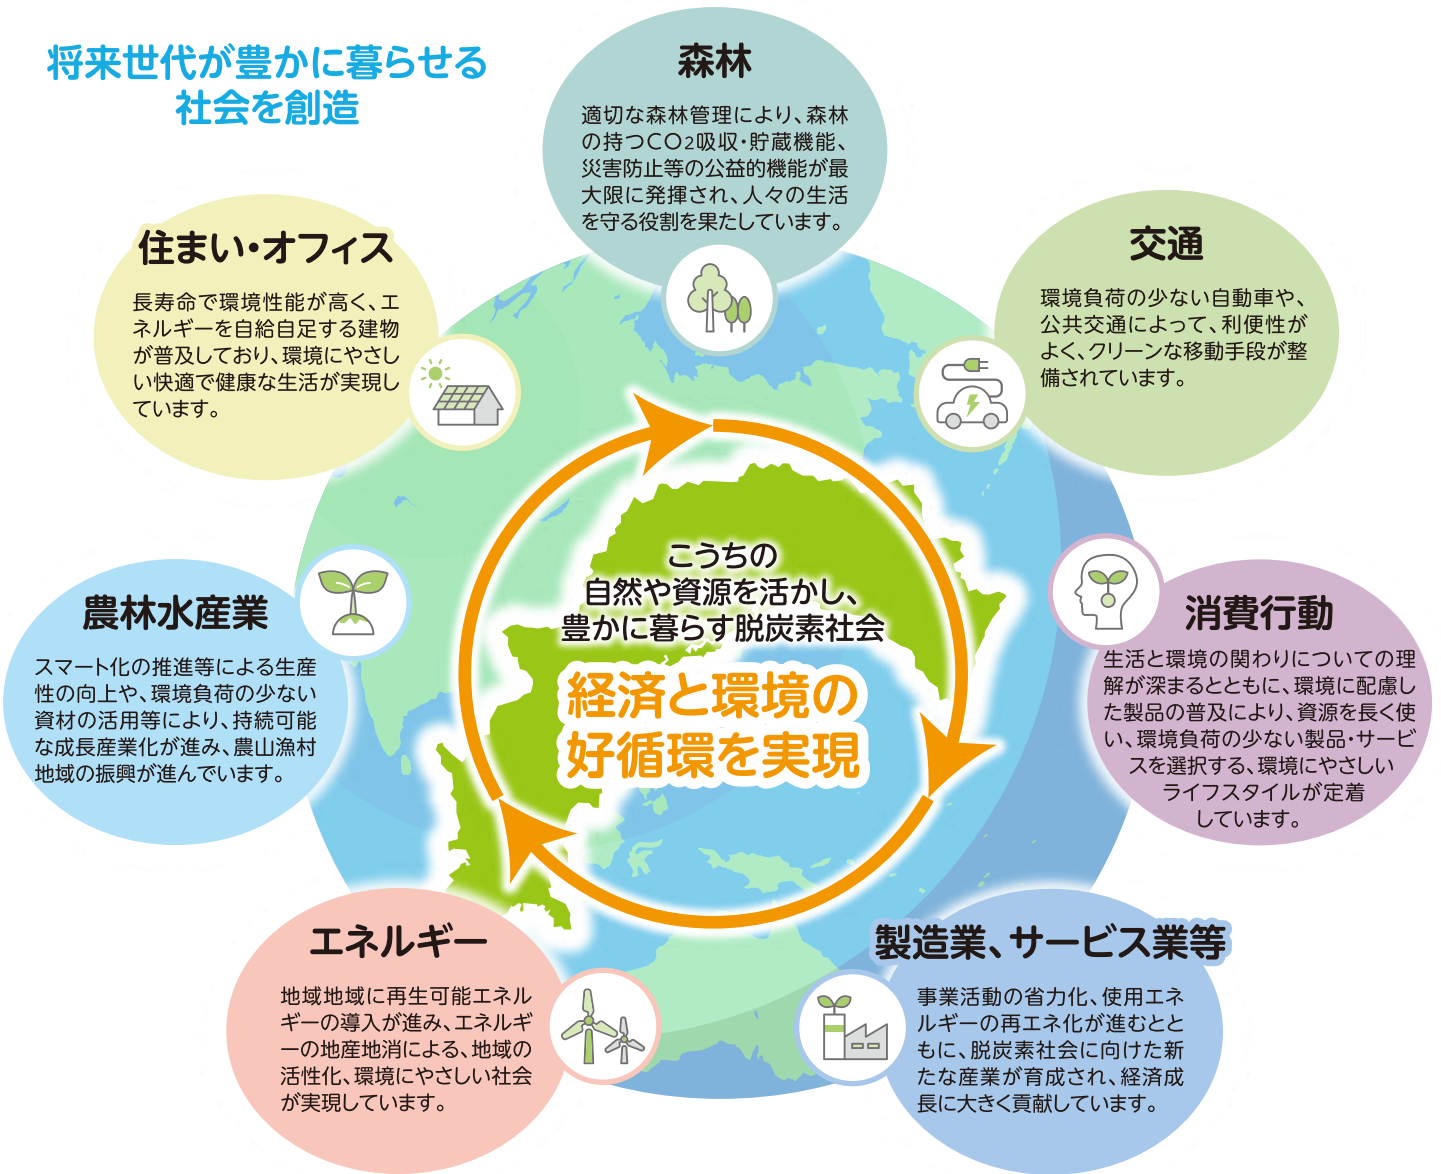 将来世代が豊かに暮らせる
社会を創造
森林
適切な森林管理により、森林
の持つCO2吸収・貯蔵機能、
災害防止等の公益的機能が最
大限に発揮され、人々の生活
を守る役割を果たしています。
住まい・オフィス
長寿命で環境性能が高く、エ
ネルギーを自給自足する建物
が普及しており、環境にやさし
い快適で健康な生活が実現し
ています。
交通
環境負荷の少ない自動車や、
公共交通によって、利便性が
よく、クリーンな移動手段が整
備されています。
こうちの
自然や資源を活かし、
豊かに暮らす脱炭素社会
経済と環境の
好循環を実現
農林水産業
スマート化の推進等による生産
性の向上や、環境負荷の少ない
資材の活用等により、持続可能
な成長産業化が進み、農山漁村
地域の振興が進んでいます。
消費行動
生活と環境の関わりについての理
解が深まるとともに、環境に配慮し
た製品の普及により、資源を長く使
い、環境負荷の少ない製品・サービ
スを選択する、環境にやさしい
ライフスタイルが定着
しています。
エネルギー
地域地域に再生可能エネル
ギーの導入が進み、エネルギ
ーの地産地消による、地域の
活性化、環境にやさしい社会
が実現しています。
製造業、サービス業等
事業活動の省力化、使用エネ
ルギーの再エネ化が進むとと
もに、脱炭素社会に向けた新
たな産業が育成され、経済成
長に大きく貢献しています。